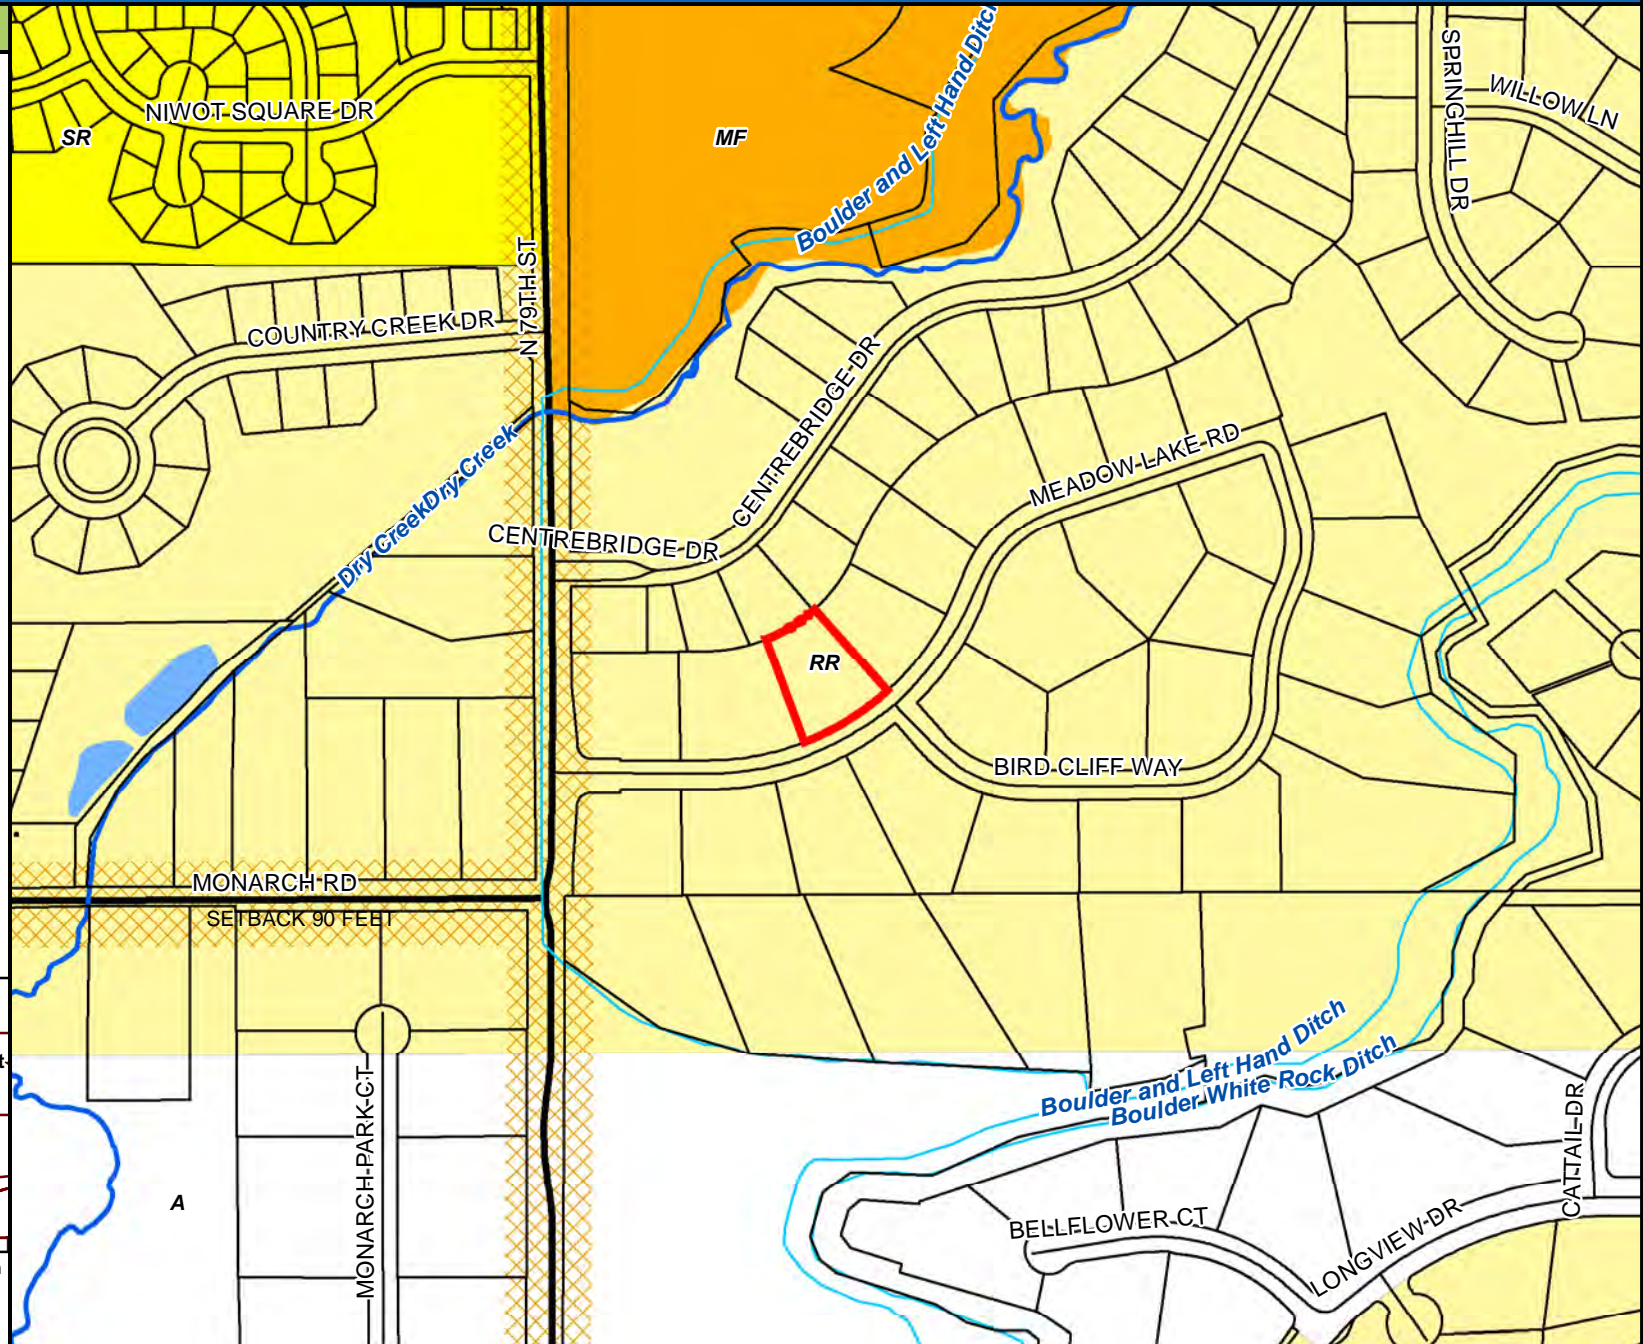 SPRINGHILL DR
WILLOW LN
NIWOT SQUARE DR
SR
MF
Boulder and Left Hand Ditch
N 79TH ST
COUNTRY CREEK DR
CENTREBRIDGE DR
MEADOW LAKE RD
Dry Creek
Dry Creek
CENTREBRIDGE DR
RR
BIRD CLIFF WAY
MONARCH RD
SETBACK 90 FEET
Boulder and Left Hand Ditch
Boulder White Rock Ditch
MONARCH PARK CT
CATTAIL DR
A
BELLFLOWER CT
LONGVIEW DR